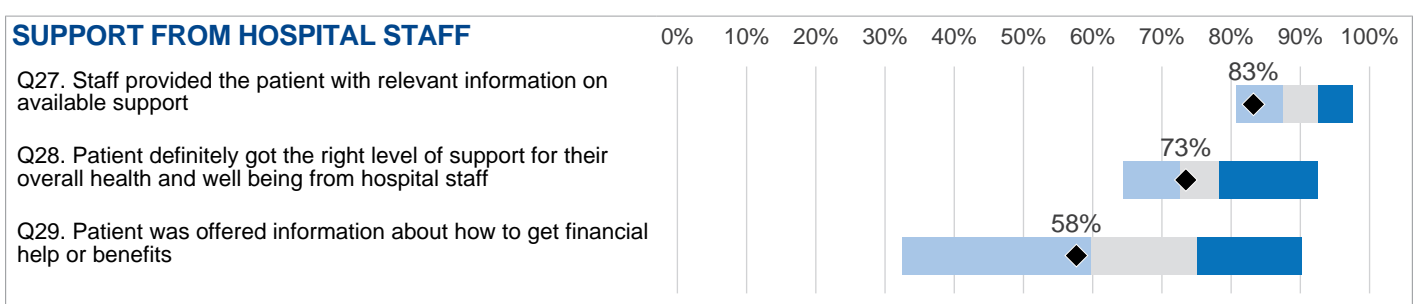 SUPPORT FROM HOSPITAL STAFF
0% 10% 20% 30% 40% 50% 60% 70% 80% 90% 100%
Q27. Staff provided the patient with relevant information on
available support
83%
Q28. Patient definitely got the right level of support for their
overall health and well being from hospital staff
73%
Q29. Patient was offered information about how to get financial
help or benefits
58%